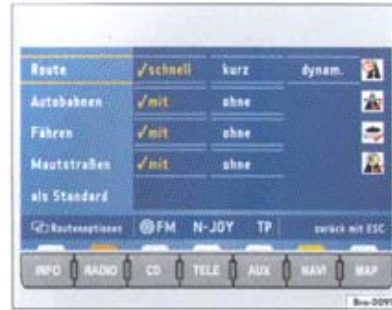 Route ✓schnell kurz dynam.
Autobahnen ✓mit ohne
Fähren ✓mit ohne
Mautstraßen ✓mit ohne
als Standard
Routenoptionen FM N-JOY TP zurück mit ESC
INFO RADIO CD TELE AUX NAVI MAP